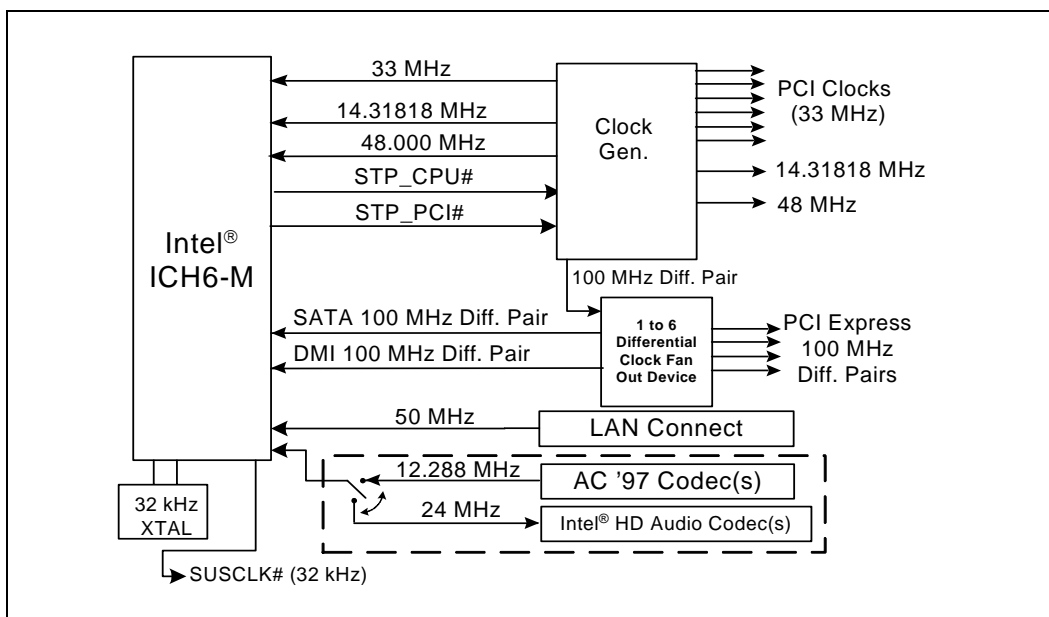 33 MHz
14.31818 MHz
48.000 MHz
STP_CPU#
STP_PCI#
Intel®
ICH6-M
Clock
Gen.
PCI Clocks
(33 MHz)
14.31818 MHz
48 MHz
100 MHz Diff. Pair
SATA 100 MHz Diff. Pair
DMI 100 MHz Diff. Pair
1 to 6
Differential
Clock Fan
Out Device
PCI Express
100 MHz
Diff. Pairs
50 MHz
LAN Connect
12.288 MHz
AC '97 Codec(s)
24 MHz
Intel® HD Audio Codec(s)
32 kHz
XTAL
SUSCLK# (32 kHz)